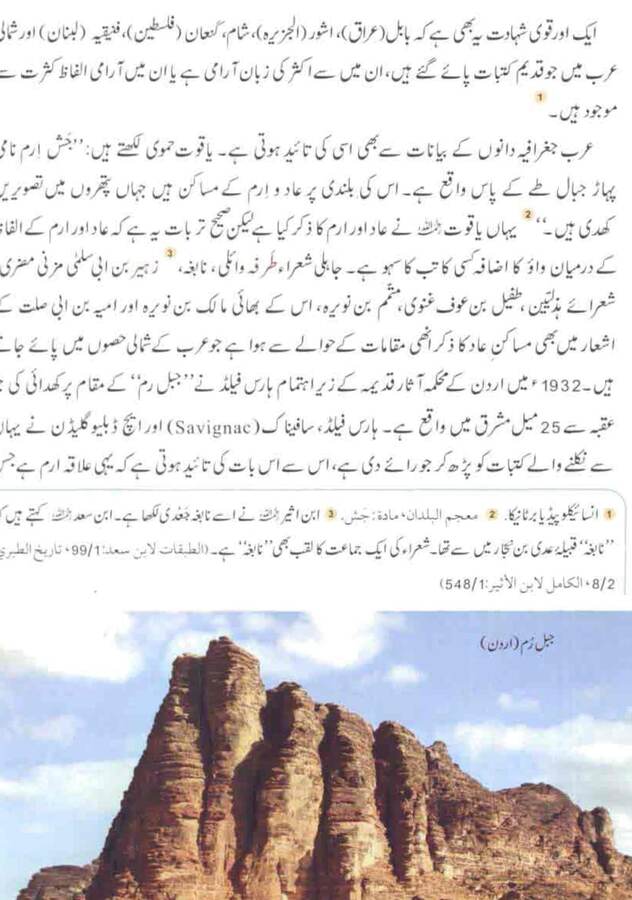 ایک اور قوی شہادت یہ بھی ہے کہ بابل (عراق)، اشور (الجزیرہ)، شام، کنعان (فلسطین)، فنیقیہ (لبنان) اور شمالی
عرب میں جو قدیم کتبات پائے گئے ہیں، ان میں سے اکثر کی زبان آرامی ہے یا ان میں آرامی الفاظ کثرت سے
موجود ہیں۔ 1
عرب جغرافیہ دانوں کے بیانات سے بھی اسی کی تائید ہوتی ہے۔ یاقوت حموی لکھتے ہیں: ’’جَش اِرم نامی
پہاڑ جبال طے کے پاس واقع ہے۔ اس کی بلندی پر عاد و اِرم کے مساکن ہیں جہاں پتھروں میں تصویریں
کھدی ہیں۔‘‘ 2 یہاں یاقوت رحمہ اللہ نے عاد اور ارم کا ذکر کیا ہے لیکن صحیح تر بات یہ ہے کہ عاد اور ارم کے الفاظ
کے درمیان واؤ کا اضافہ کسی کاتب کا سہو ہے۔ جاہلی شعراء طرفہ وائلی، نابغہ، 3 زہیر بن ابی سلمٰی مزنی مضری
شعرائے ہذلیین، طفیل بن عوف غنوی، متمّم بن نویرہ، اس کے بھائی مالک بن نویرہ اور امیہ بن ابی صلت کے
اشعار میں بھی مساکنِ عاد کا ذکر انھی مقامات کے حوالے سے ہوا ہے جو عرب کے شمالی حصوں میں پائے جاتے
ہیں۔ 1932ء میں اردن کے محکمہ آثار قدیمہ کے زیر اہتمام ہارس فیلڈ نے ’’جبل رم‘‘ کے مقام پر کھدائی کی ج
عقبہ سے 25 میل مشرق میں واقع ہے۔ ہارس فیلڈ، سافیناک (Savignac) اور ایچ ڈبلیو گلیڈن نے یہاں
سے نکلنے والے کتبات کو پڑھ کر جو رائے دی ہے، اس سے اس بات کی تائید ہوتی ہے کہ یہی علاقہ ارم ہے جس
1 انسائیکلوپیڈیا برٹانیکا۔ 2 معجم البلدان، مادة: جَش. 3 ابن اثیر رحمہ اللہ نے اسے نابغہ جَعْدی لکھا ہے۔ ابن سعد رحمہ اللہ کہتے ہیں ک
’’نابغہ‘‘ قبیلہ عدی بن نجار میں سے تھا۔ شعراء کی ایک جماعت کا لقب بھی ’’نابغہ‘‘ ہے۔ (الطبقات لابن سعد: 99/1، تاریخ الطبري
8/2، الکامل لابن الأثیر: 548/1)
جبل رُم (اردن)